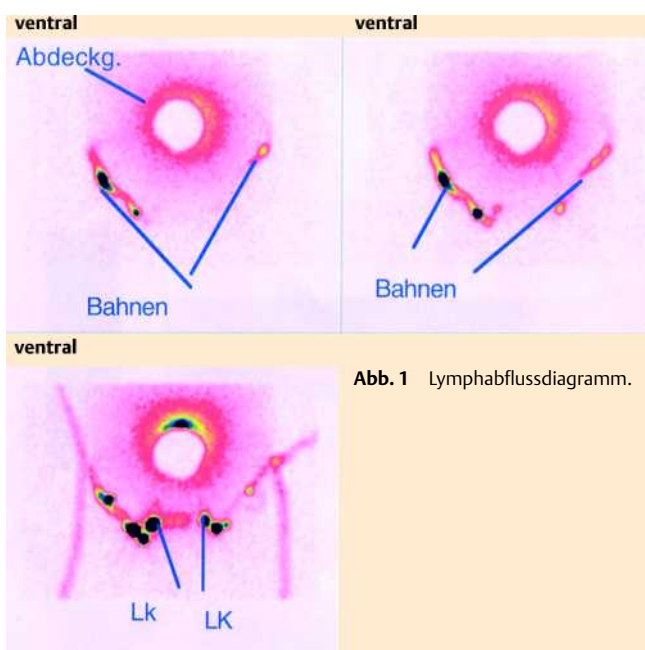 ventral
ventral
Abdeckg.
Bahnen
Bahnen
ventral
Abb. 1 Lymphabflussdiagramm.
Lk
LK